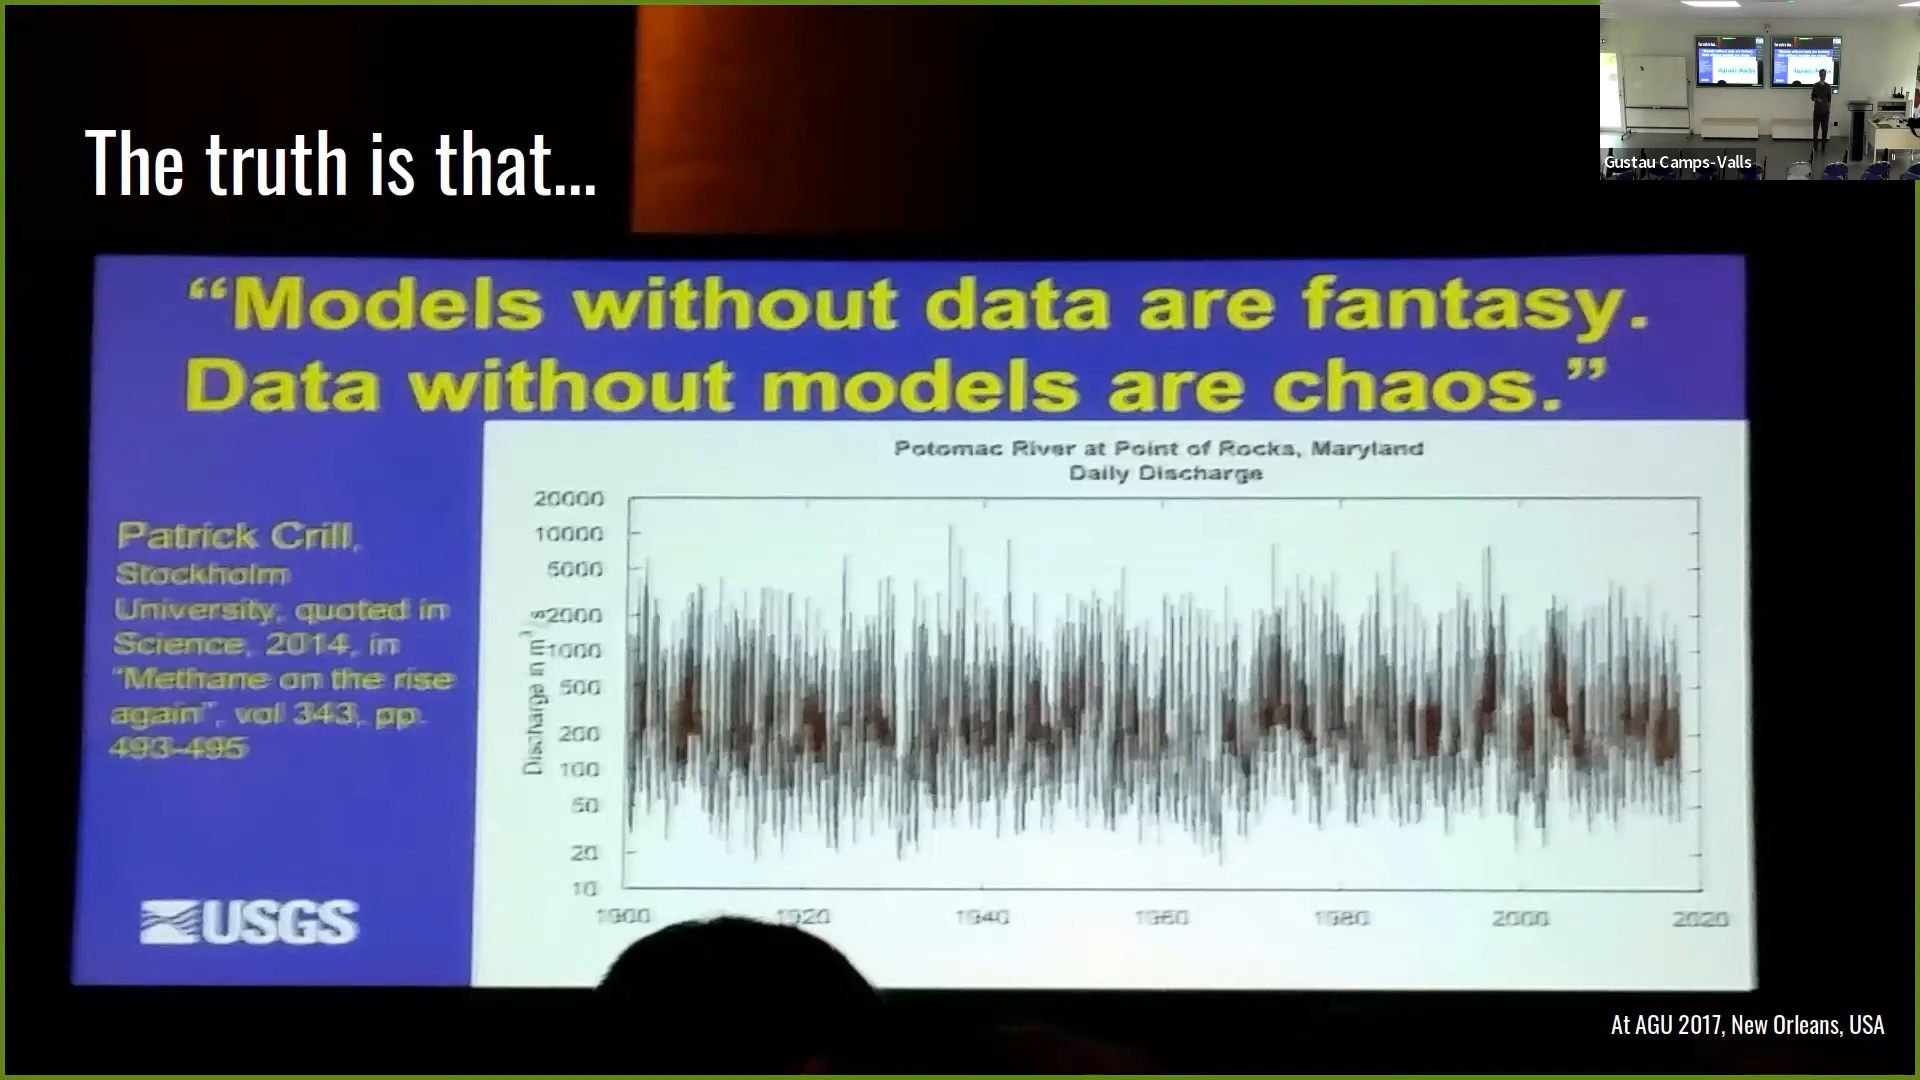 The truth is that...
Gustau Camps-Valls
“Models without data are fantasy.
Data without models are chaos.”
Patrick Crill,
Stockholm
University, quoted in
Science, 2014, in
“Methane on the rise
again”, vol 343, pp.
493-495
USGS
Potomac River at Point of Rocks, Maryland
Daily Discharge
Discharge in m³/s
20000
10000
5000
2000
1000
500
200
100
50
20
10
1900
1920
1940
1960
1980
2000
2020
At AGU 2017, New Orleans, USA